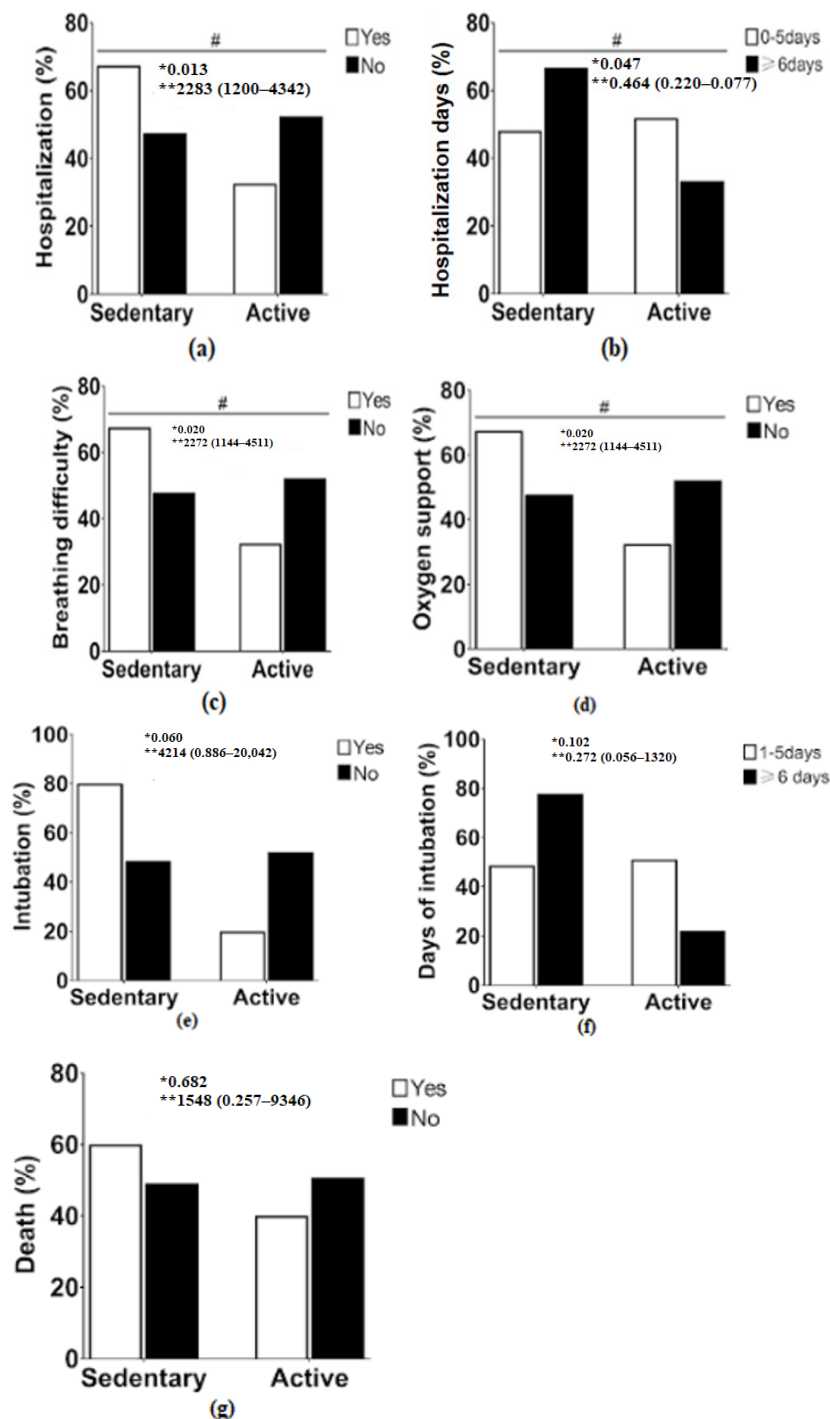 Hospitalization (%)
80
60
40
20
0
#
*0.013
**2283 (1200–4342)
Yes
No
Sedentary Active
(a)
Hospitalization days (%)
80
60
40
20
0
#
*0.047
**0.464 (0.220–0.077)
0-5days
⩾6days
Sedentary Active
(b)
Breathing difficulty (%)
80
60
40
20
0
#
*0.020
**2272 (1144–4511)
Yes
No
Sedentary Active
(c)
Oxygen support (%)
80
60
40
20
0
#
*0.020
**2272 (1144–4511)
Yes
No
Sedentary Active
(d)
Intubation (%)
100
80
60
40
20
0
*0.060
**4214 (0.886–20,042)
Yes
No
Sedentary Active
(e)
Days of intubation (%)
100
80
60
40
20
0
*0.102
**0.272 (0.056–1320)
1-5days
⩾6 days
Sedentary Active
(f)
Death (%)
80
60
40
20
0
*0.682
**1548 (0.257–9346)
Yes
No
Sedentary Active
(g)